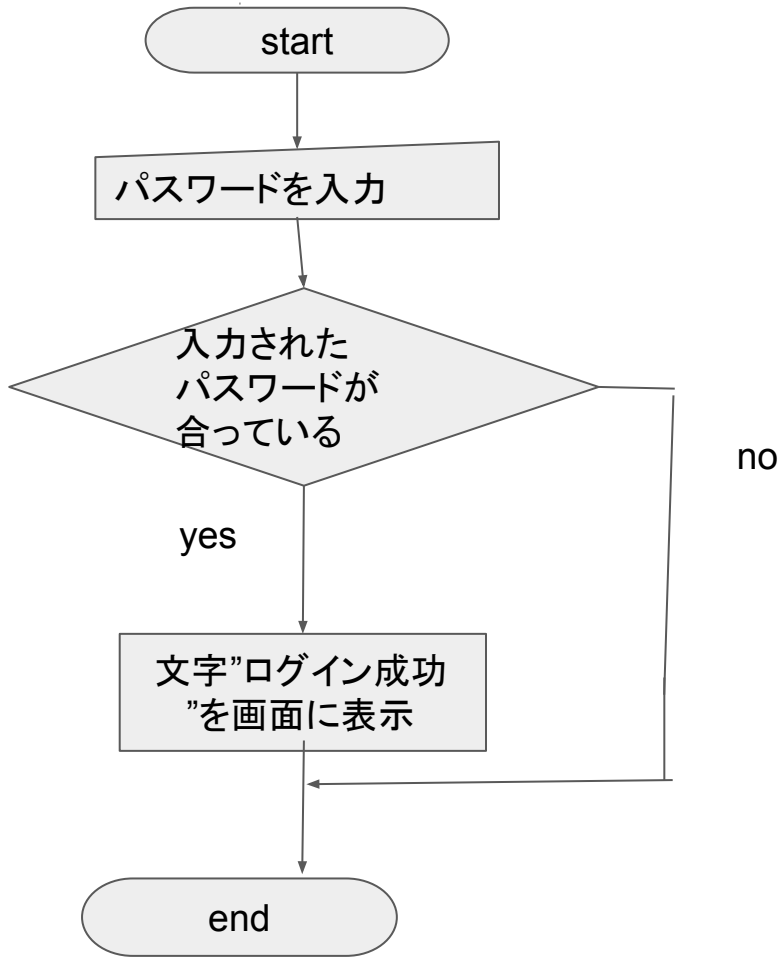 start
パスワードを入力
入力された
パスワードが
合っている
no
yes
文字”ログイン成功
”を画面に表示
end